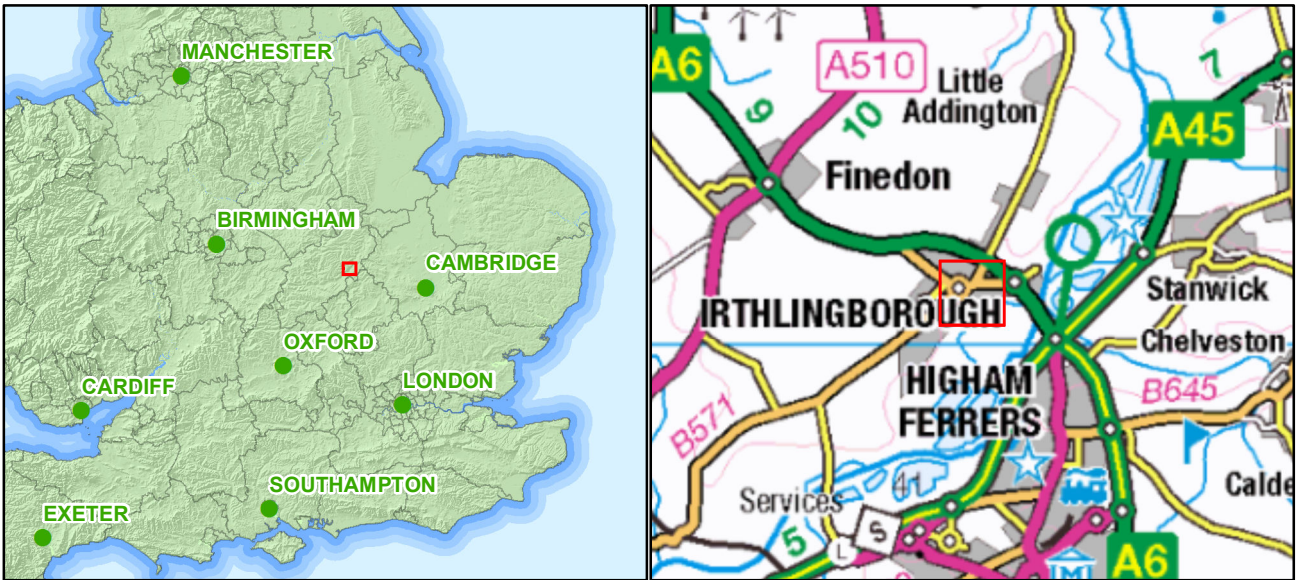 MANCHESTER
BIRMINGHAM
CAMBRIDGE
OXFORD
CARDIFF
LONDON
SOUTHAMPTON
EXETER
A6
A510
7
Little
Addington
9
10
A45
Finedon
IRTHLINGBOROUGH
Stanwick
Chelveston
HIGHAM
FERRERS
B645
B571
Services
41
Calde
S
L
5
M
A6